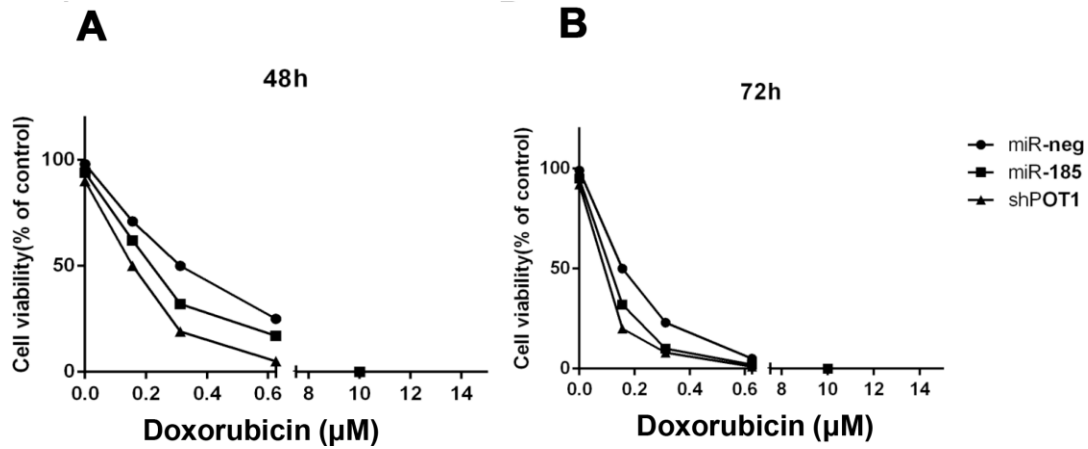 A
48h
Cell viability(% of control)
100
50
0
0.0 0.2 0.4 0.6 8 10 12 14
Doxorubicin (μM)
B
72h
Cell viability(% of control)
100
50
0
0.0 0.2 0.4 0.6 8 10 12 14
Doxorubicin (μM)
miR-neg
miR-185
shPOT1